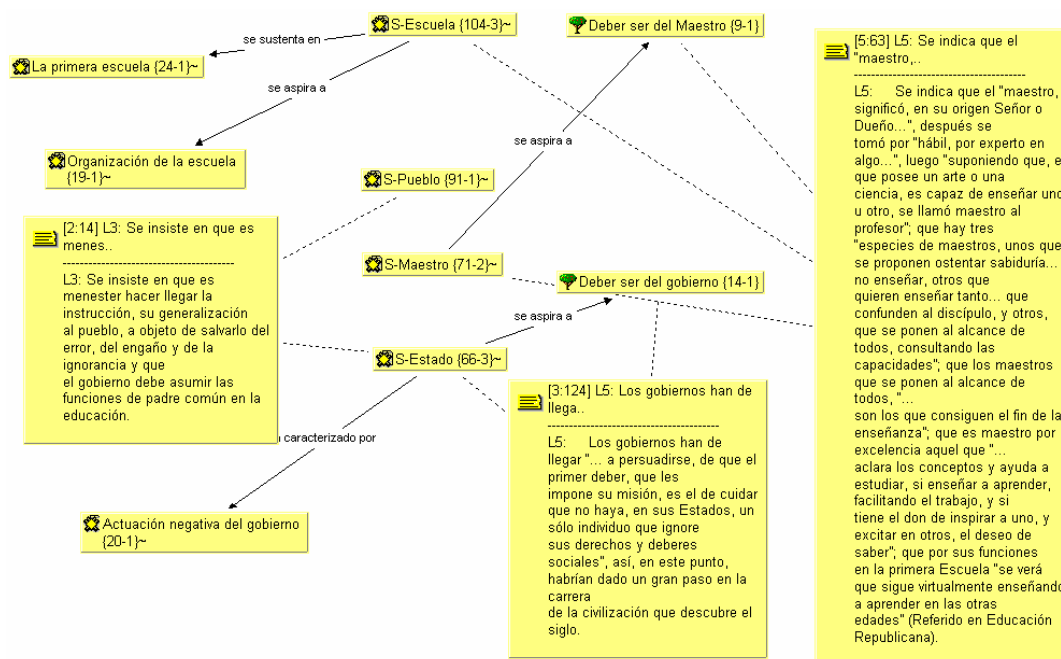 S-Escuela {104-3}~
Deber ser del Maestro {9-1}
se sustenta en
La primera escuela {24-1}~
se aspira a
Organización de la escuela
{19-1}~
se aspira a
S-Pueblo {91-1}~
S-Maestro {71-2}~
Deber ser del gobierno {14-1}
se aspira a
S-Estado {66-3}~
caracterizado por
Actuación negativa del gobierno
{20-1}~
[2:14] L3: Se insiste en que es
menes..
L3: Se insiste en que es
menester hacer llegar la
instrucción, su generalización
al pueblo, a objeto de salvarlo del
error, del engaño y de la
ignorancia y que
el gobierno debe asumir las
funciones de padre común en la
educación.
[3:124] L5: Los gobiernos han de
llega..
L5: Los gobiernos han de
llegar "... a persuadirse, de que el
primer deber, que les
impone su misión, es el de cuidar
que no haya, en sus Estados, un
sólo individuo que ignore
sus derechos y deberes
sociales", así, en este punto,
habrían dado un gran paso en la
carrera
de la civilización que descubre el
siglo.
[5:63] L5: Se indica que el
"maestro,..
L5: Se indica que el "maestro,
significó, en su origen Señor o
Dueño...", después se
tomó por "hábil, por experto en
algo...", luego "suponiendo que,
que posee un arte o una
ciencia, es capaz de enseñar
u otro, se llamó maestro al
profesor"; que hay tres
"especies de maestros, unos que
se proponen ostentar sabiduría...
no enseñar, otros que
quieren enseñar tanto... que
confunden al discípulo, y otros,
que se ponen al alcance de
todos, consultando las
capacidades"; que los maestros
que se ponen al alcance de
todos, "...
son los que consiguen el fin de la
enseñanza"; que es maestro por
excelencia aquel que "...
aclara los conceptos y ayuda a
estudiar, si enseñar a aprender,
facilitando el trabajo, y si
tiene el don de inspirar a uno, y
excitar en otros, el deseo de
saber"; que por sus funciones
en la primera Escuela "se verá
que sigue virtualmente enseñando
a aprender en las otras
edades" (Referido en Educación
Republicana).